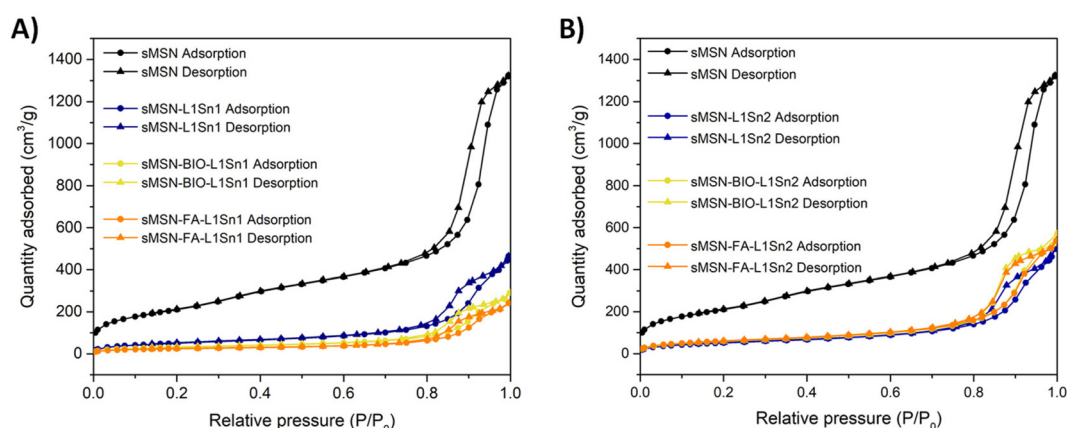 A)
sMSN Adsorption
sMSN Desorption
sMSN-L1Sn1 Adsorption
sMSN-L1Sn1 Desorption
sMSN-BIO-L1Sn1 Adsorption
sMSN-BIO-L1Sn1 Desorption
sMSN-FA-L1Sn1 Adsorption
sMSN-FA-L1Sn1 Desorption
Quantity adsorbed (cm³/g)
1400
1200
1000
800
600
400
200
0
0.0 0.2 0.4 0.6 0.8 1.0
Relative pressure (P/P₀)
B)
sMSN Adsorption
sMSN Desorption
sMSN-L1Sn2 Adsorption
sMSN-L1Sn2 Desorption
sMSN-BIO-L1Sn2 Adsorption
sMSN-BIO-L1Sn2 Desorption
sMSN-FA-L1Sn2 Adsorption
sMSN-FA-L1Sn2 Desorption
Quantity adsorbed (cm³/g)
1400
1200
1000
800
600
400
200
0
0.0 0.2 0.4 0.6 0.8 1.0
Relative pressure (P/P₀)